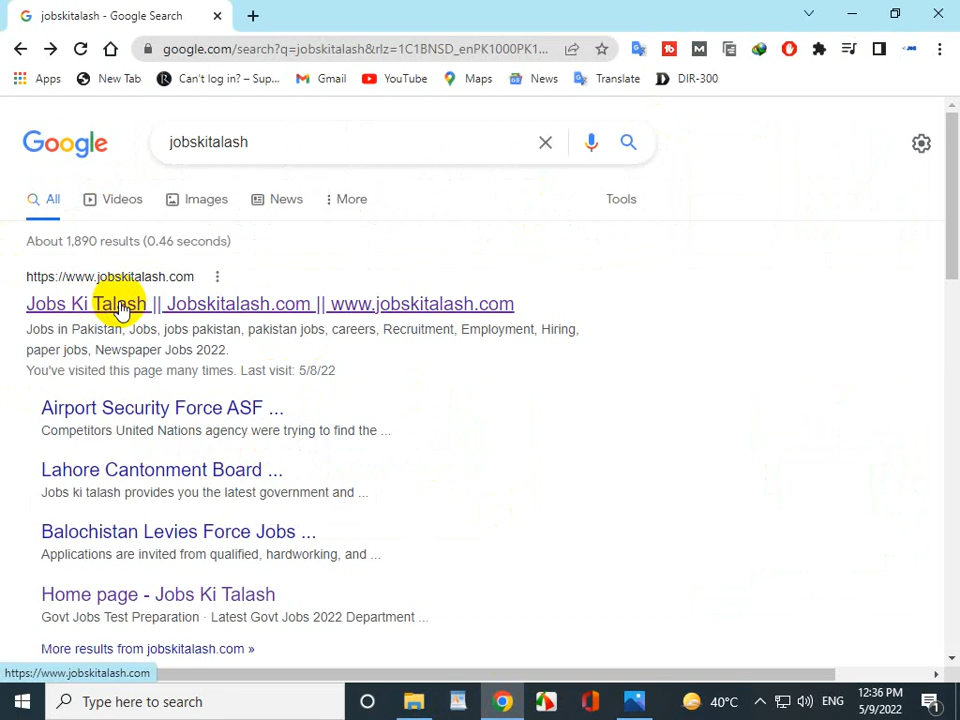 jobskitalash - Google Search
google.com/search?q=jobskitalash&rlz=1C1BNSD_enPK1000PK1...
Apps New Tab Can't log in? – Sup... Gmail YouTube Maps News Translate DIR-300
Google jobskitalash
All Videos Images News More Tools
About 1,890 results (0.46 seconds)
https://www.jobskitalash.com
Jobs Ki Talash || Jobskitalash.com || www.jobskitalash.com
Jobs in Pakistan, Jobs, jobs pakistan, pakistan jobs, careers, Recruitment, Employment, Hiring,
paper jobs, Newspaper Jobs 2022.
You've visited this page many times. Last visit: 5/8/22
Airport Security Force ASF ...
Competitors United Nations agency were trying to find the ...
Lahore Cantonment Board ...
Jobs ki talash provides you the latest government and ...
Balochistan Levies Force Jobs ...
Applications are invited from qualified, hardworking, and ...
Home page - Jobs Ki Talash
Govt Jobs Test Preparation · Latest Govt Jobs 2022 Department ...
More results from jobskitalash.com »
https://www.jobskitalash.com
Type here to search
40°C
ENG
12:36 PM
5/9/2022
1